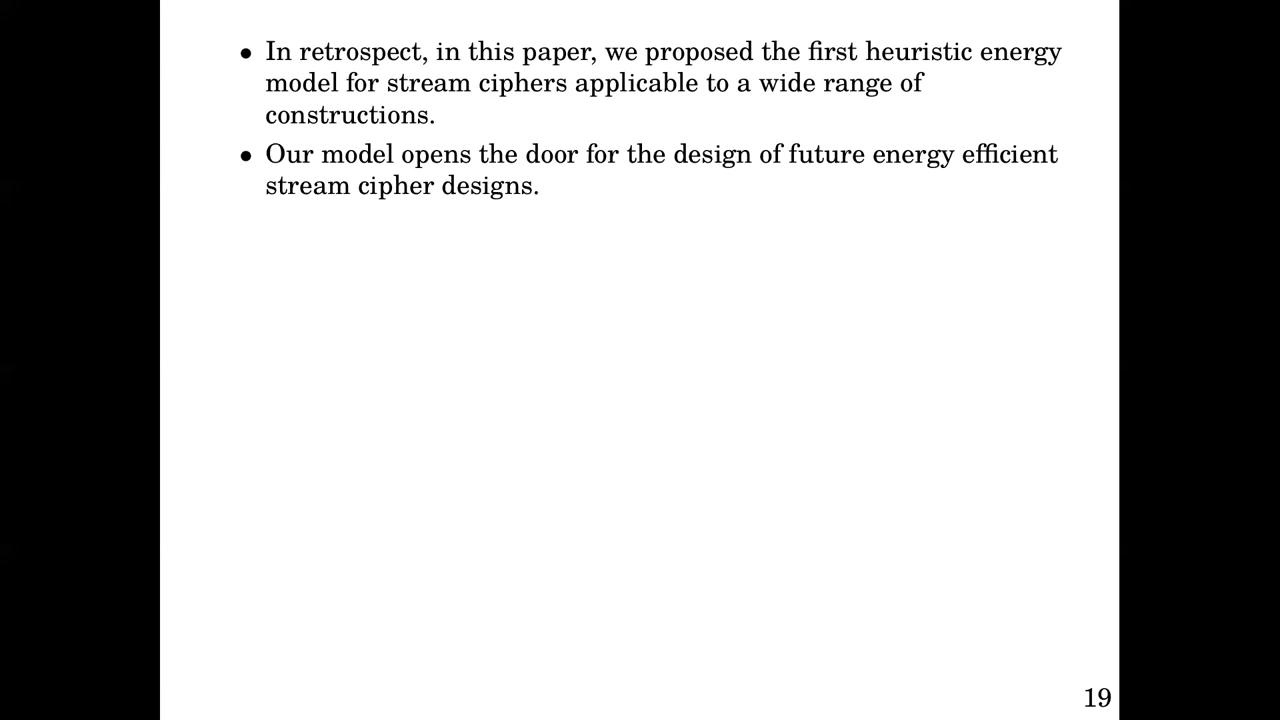 • In retrospect, in this paper, we proposed the first heuristic energy
model for stream ciphers applicable to a wide range of
constructions.
• Our model opens the door for the design of future energy efficient
stream cipher designs.
19